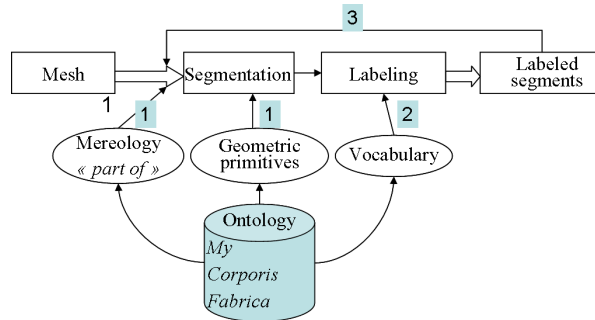 3
Mesh
Segmentation
Labeling
Labeled
segments
1
1
1
2
Mereology
« part of »
Geometric
primitives
Vocabulary
Ontology
My
Corporis
Fabrica